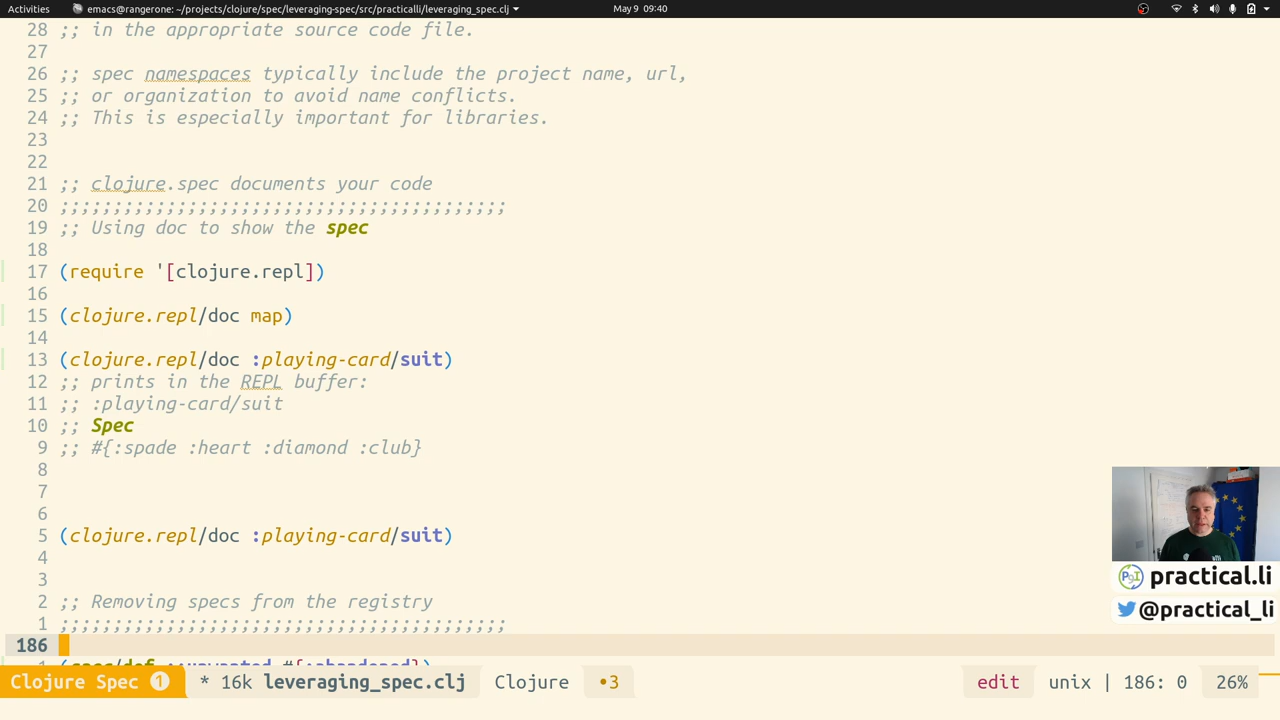 Activities emacs@rangerone: ~/projects/clojure/spec/leveraging-spec/src/practicalli/leveraging_spec.clj May 9 09:40
28 ;; in the appropriate source code file.
27
26 ;; spec namespaces typically include the project name, url,
25 ;; or organization to avoid name conflicts.
24 ;; This is especially important for libraries.
23
22
21 ;; clojure.spec documents your code
20 ;;;;;;;;;;;;;;;;;;;;;;;;;;;;;;;;;;;;;;;;;;
19 ;; Using doc to show the spec
18
17 (require '[clojure.repl])
16
15 (clojure.repl/doc map)
14
13 (clojure.repl/doc :playing-card/suit)
12 ;; prints in the REPL buffer:
11 ;; :playing-card/suit
10 ;; Spec
9 ;; #{:spade :heart :diamond :club}
8
7
6
5 (clojure.repl/doc :playing-card/suit)
4
3
2 ;; Removing specs from the registry
1 ;;;;;;;;;;;;;;;;;;;;;;;;;;;;;;;;;;;;;;;;;;
186
1 (spec/def ::unwanted #{:abandoned})
practical.li
@practical_li
Clojure Spec 1 * 16k leveraging_spec.clj Clojure •3 edit unix | 186: 0 26%